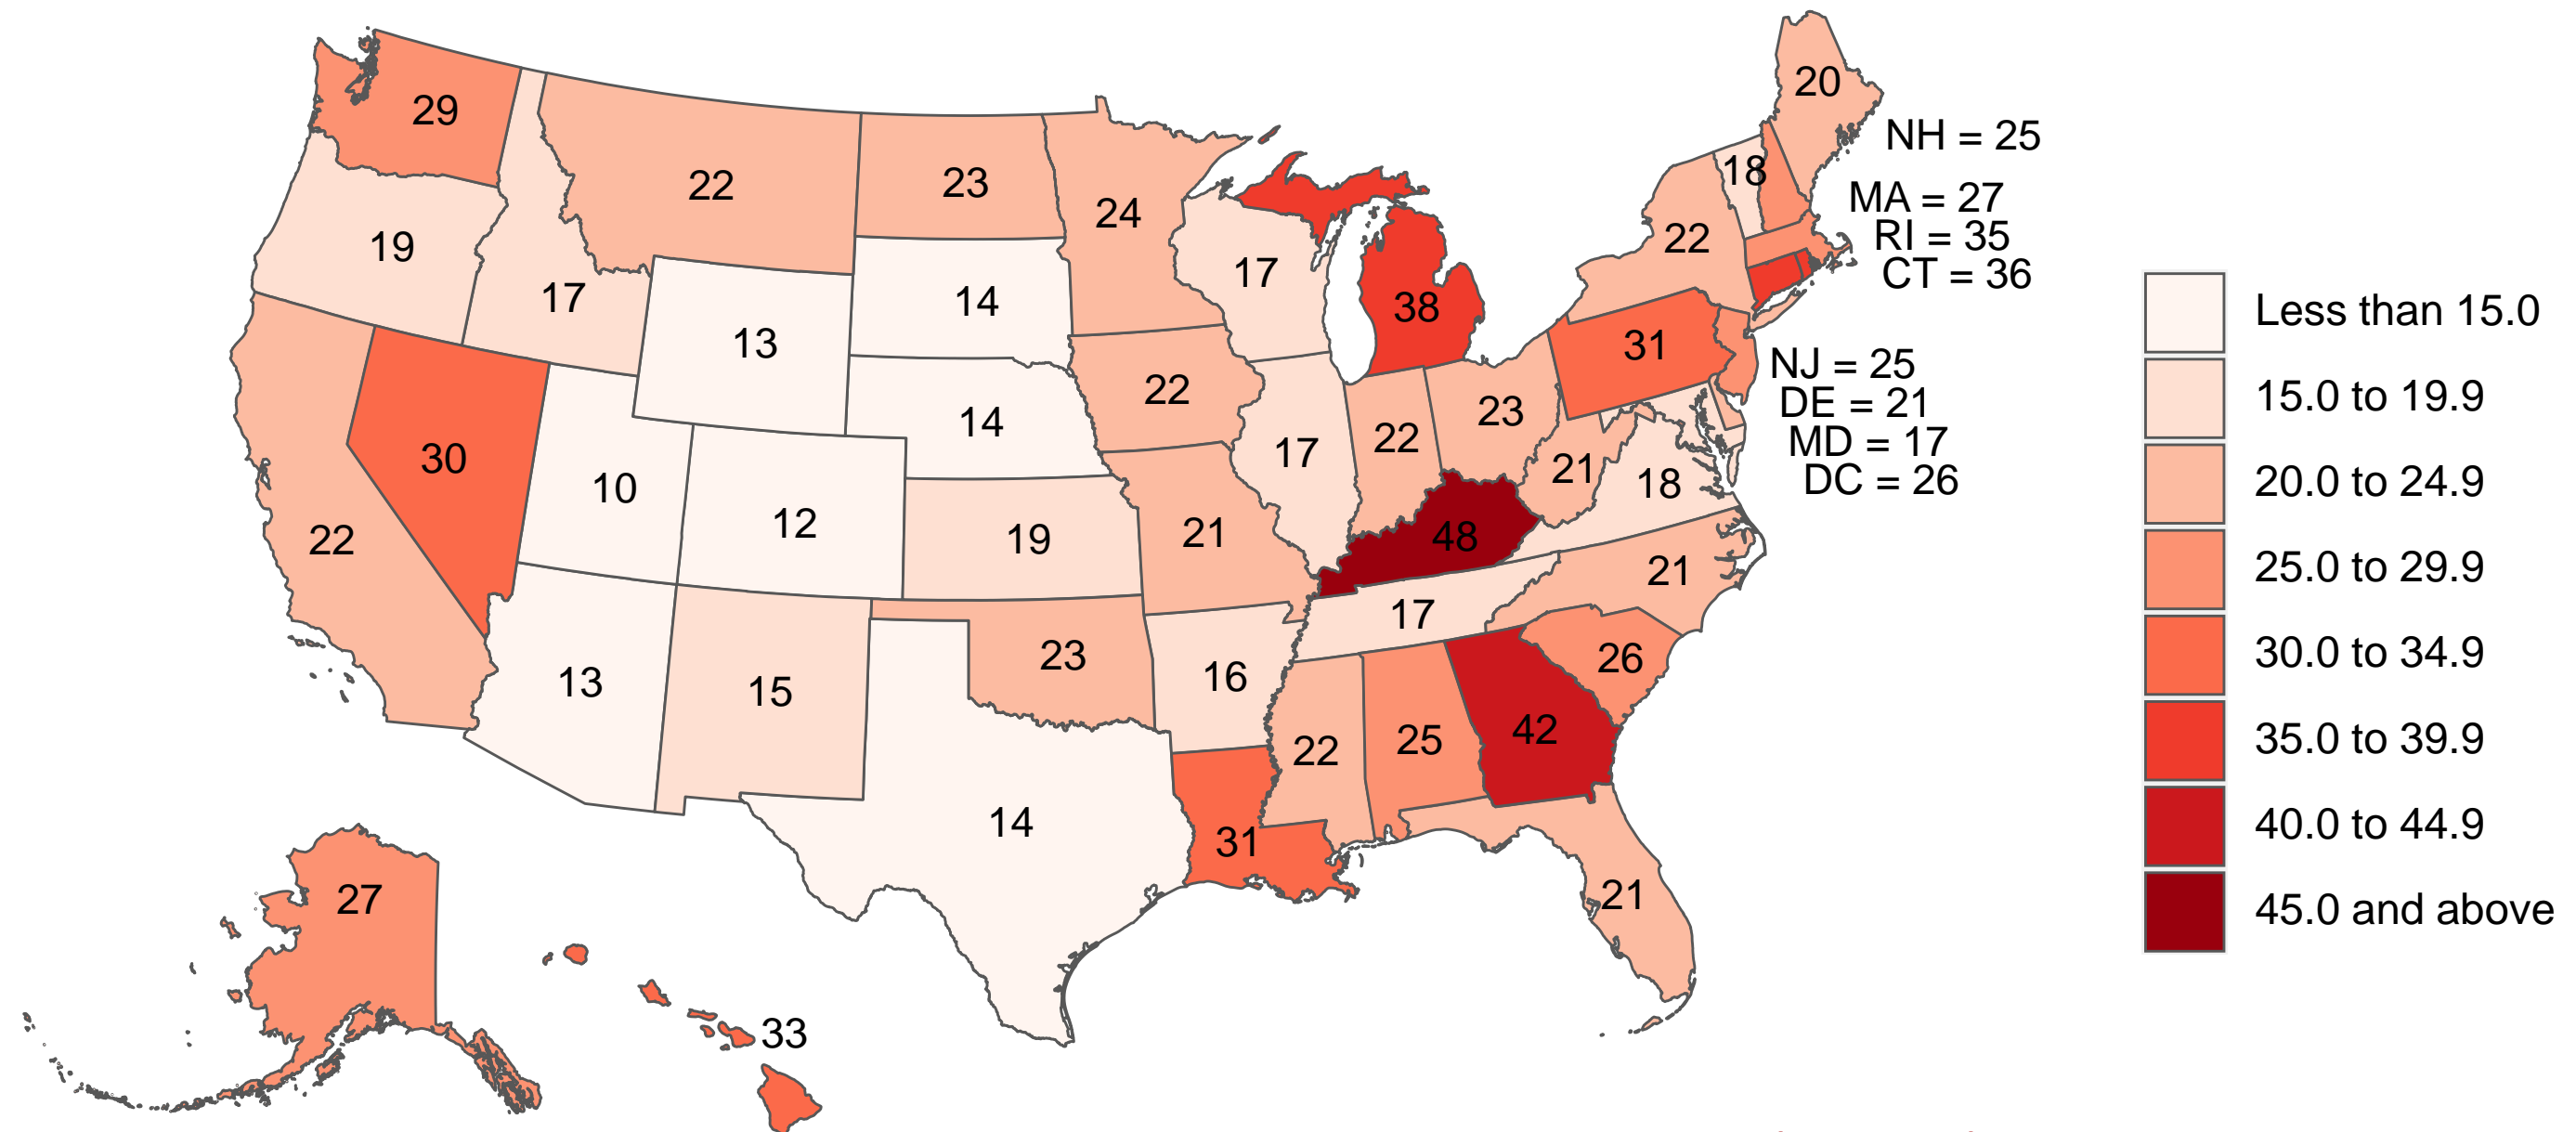 20
29
NH = 25
18
22
23
24
MA = 27
RI = 35
CT = 36
19
22
17
17
14
38
13
31
NJ = 25
DE = 21
MD = 17
DC = 26
22
23
14
22
17
30
21
18
10
12
19
21
48
22
21
17
23
26
13
15
16
42
25
22
14
31
27
21
33
Less than 15.0
15.0 to 19.9
20.0 to 24.9
25.0 to 29.9
30.0 to 34.9
35.0 to 39.9
40.0 to 44.9
45.0 and above